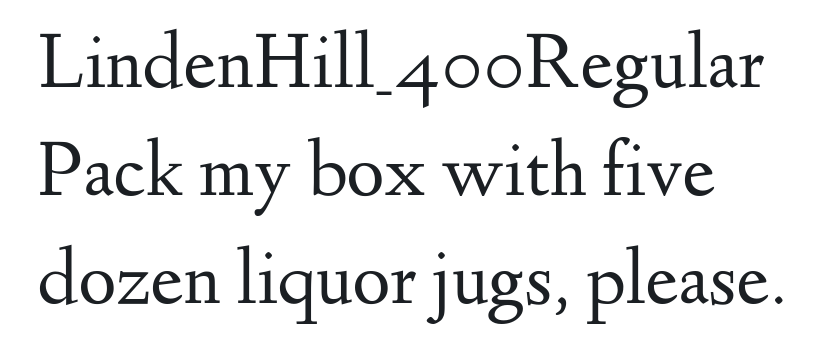 LindenHill_400Regular
Pack my box with five
dozen liquor jugs, please.